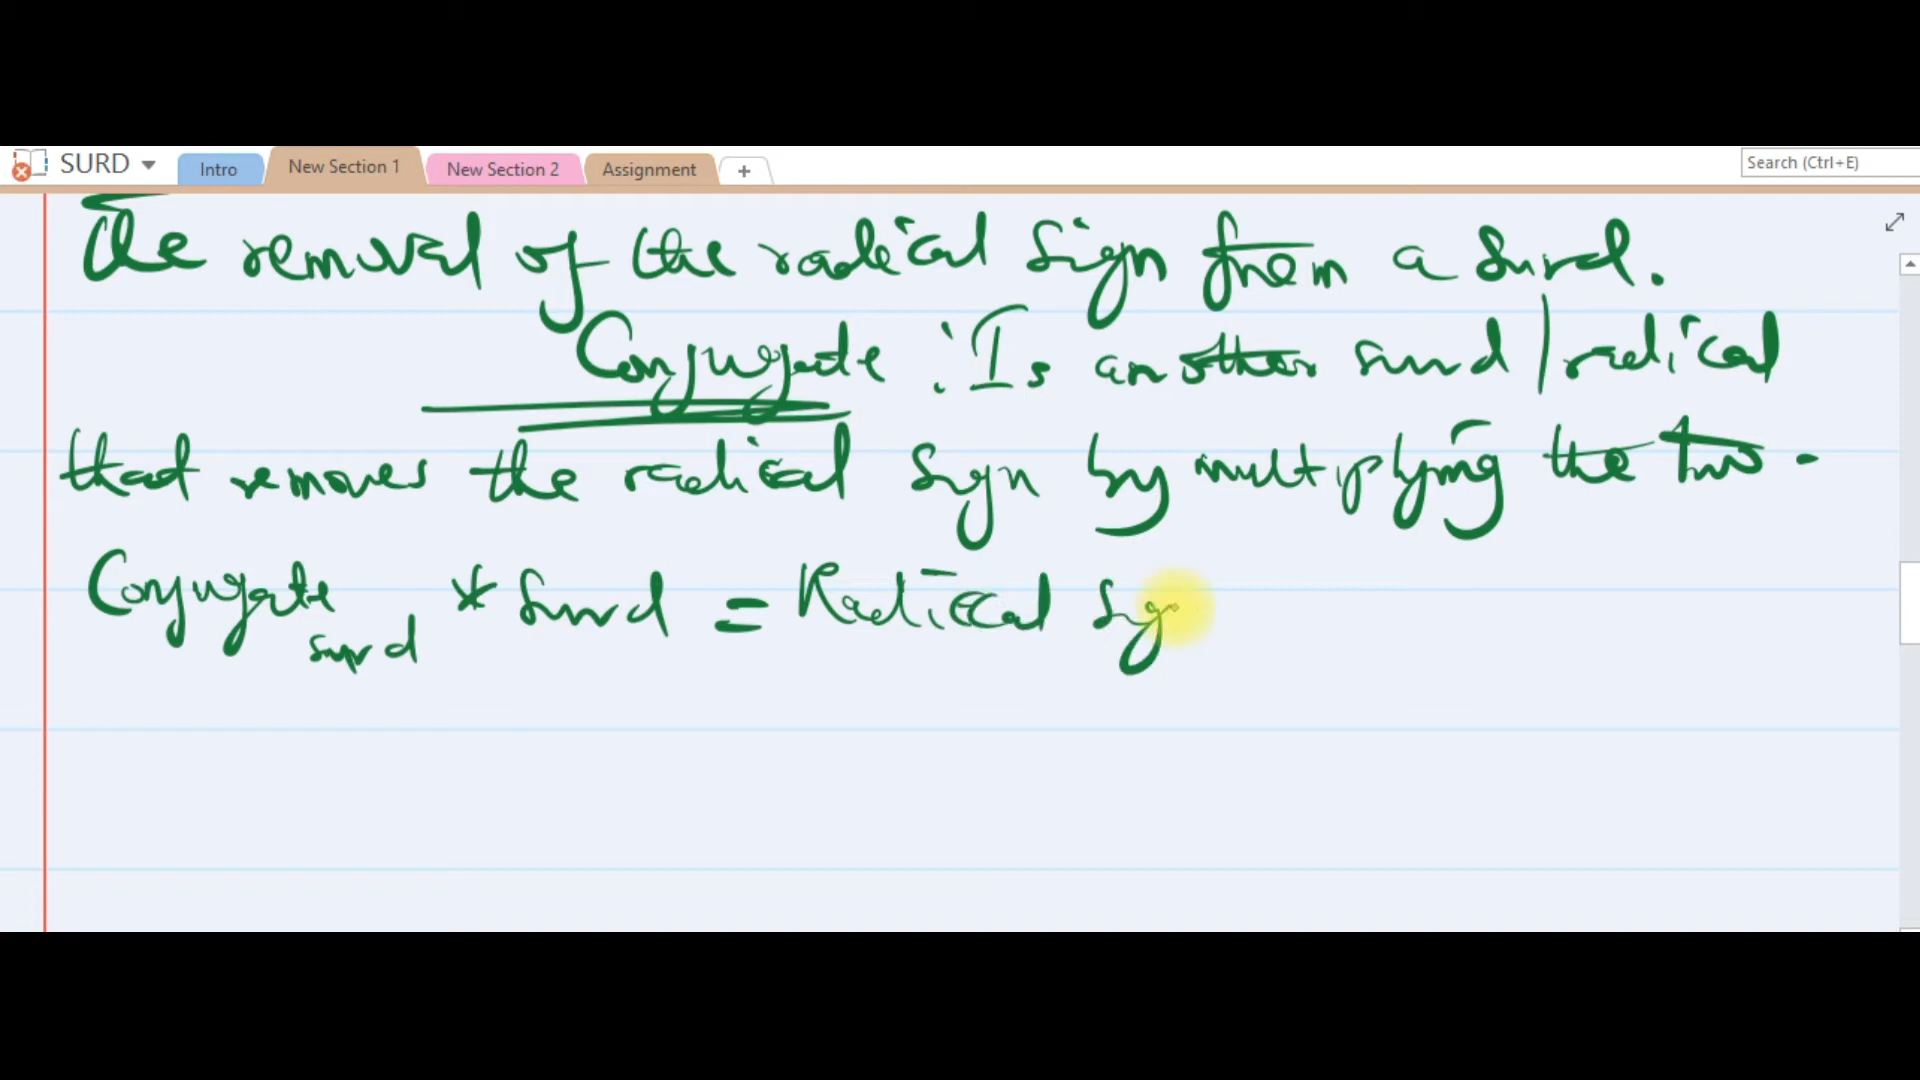 SURD Intro New Section 1 New Section 2 Assignment + Search (Ctrl+E)
The removal of the radical sign from a surd.
Conjugate : Is another surd / radical
that removes the radical sign by multiplying the two.
Conjugate * Surd = Radical sg
surd